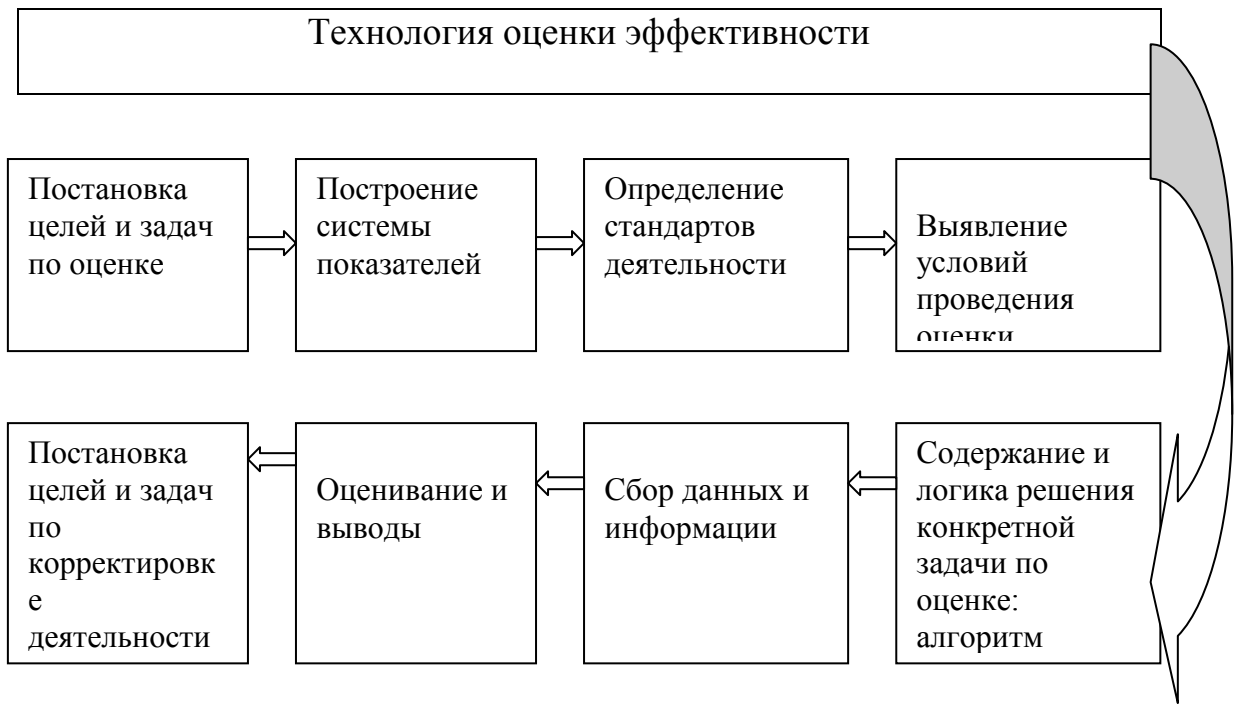 Технология оценки эффективности
Постановка
целей и задач
по оценке
Построение
системы
показателей
Определение
стандартов
деятельности
Выявление
условий
проведения
оценки
Постановка
целей и задач
по
корректировк
е
деятельности
Оценивание и
выводы
Сбор данных и
информации
Содержание и
логика решения
конкретной
задачи по
оценке:
алгоритм